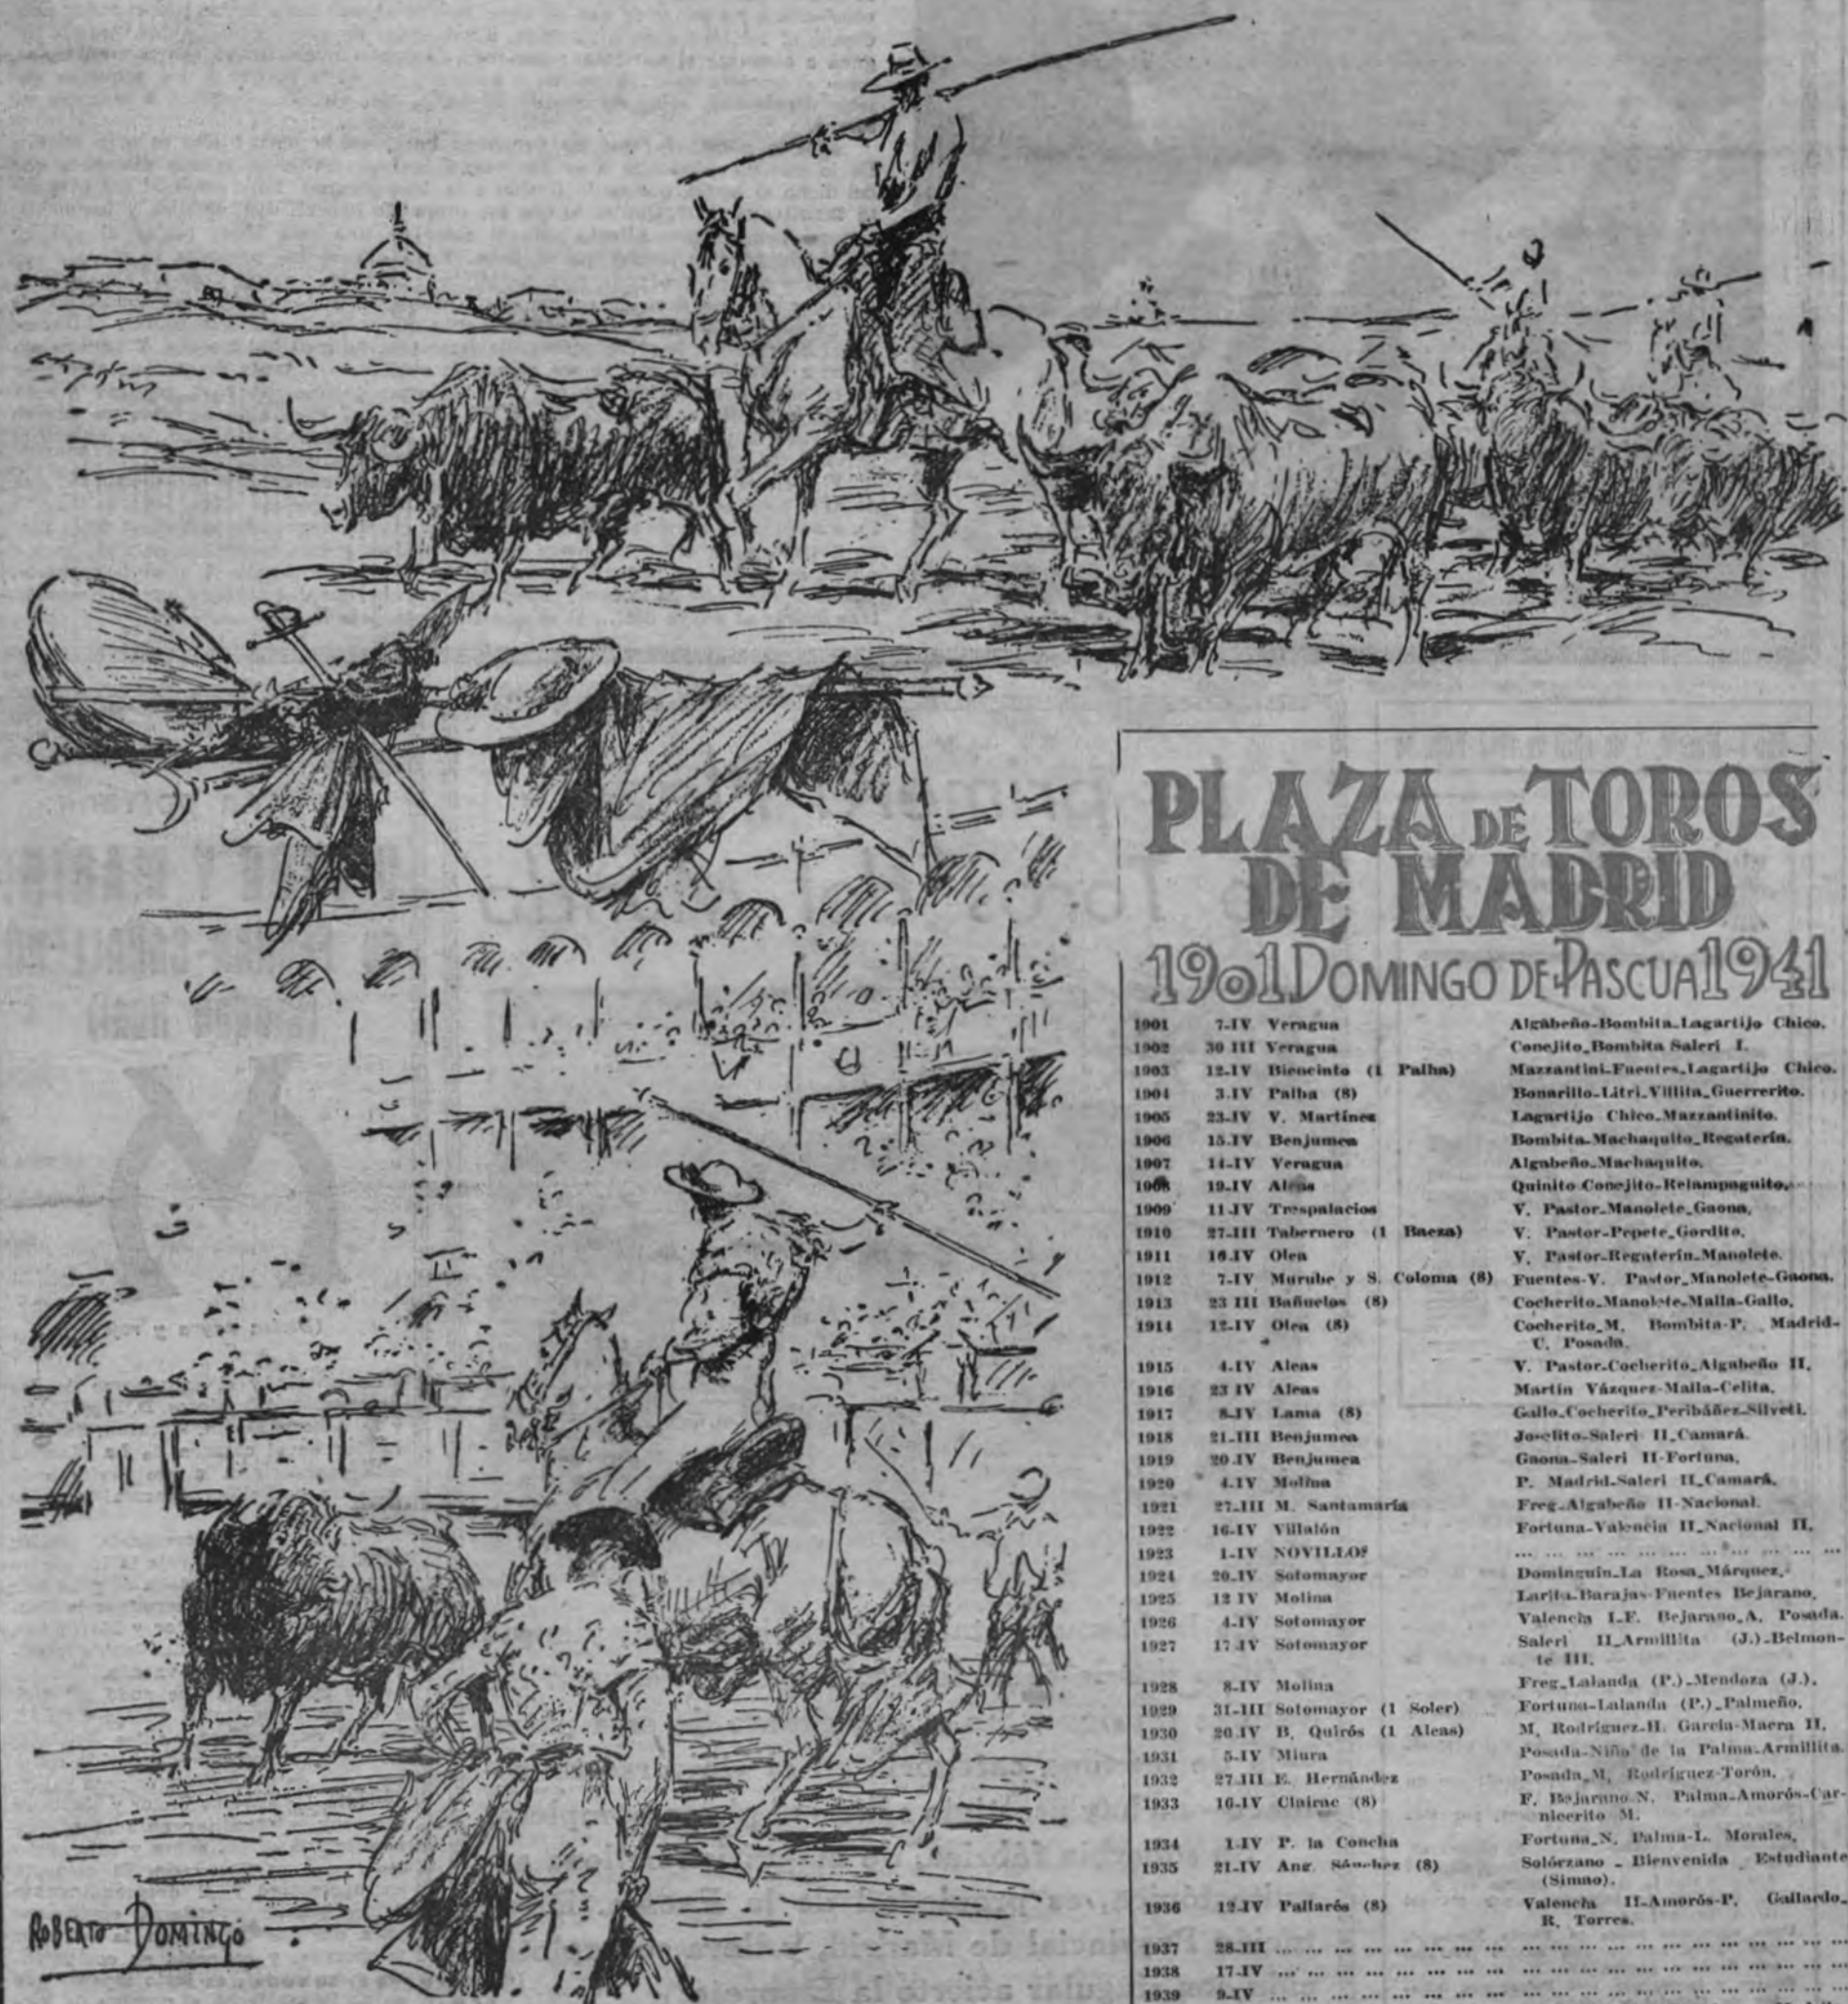 PLAZA DE TOROS
DE MADRID
1901 DOMINGO DE PASCUA 1941
1901 7-IV Veragua Algabeño-Bombita-Lagartijo Chico.
1902 30 III Veragua Conejito-Bombita Saleri I.
1903 12-IV Biencinto (1 Palha) Mazzantini-Fuentes-Lagartijo Chico.
1904 3-IV Palha (8) Bonarillo-Litri-Villita-Guerrerito.
1905 23-IV V. Martínez Lagartijo Chico-Mazzantinito.
1906 15-IV Benjumea Bombita-Machaquito-Regaterín.
1907 14-IV Veragua Algabeño-Machaquito.
1908 19-IV Aleas Quinito Conejito-Relampaguito.
1909 11-IV Trespalacios V. Pastor-Manolete-Gaona.
1910 27-III Tabernero (1 Baeza) V. Pastor-Pepete-Gordito.
1911 16-IV Olea V. Pastor-Regaterín-Manolete.
1912 7-IV Murube y S. Coloma (8) Fuentes-V. Pastor-Manolete-Gaona.
1913 23 III Bañuelos (8) Cocherito-Manolete-Malla-Gallo.
1914 12-IV Olea (8) Cocherito-M. Bombita-P. Madrid-
C. Posada.
1915 4-IV Aleas V. Pastor-Cocherito-Algabeño II.
1916 23 IV Aleas Martín Vázquez-Malla-Celita.
1917 8-IV Lama (8) Gallo-Cocherito-Peribáñez-Silveti.
1918 21-III Benjumea Joselito-Saleri II-Camará.
1919 20-IV Benjumea Gaona-Saleri II-Fortuna.
1920 4-IV Molina P. Madrid-Saleri II-Camará.
1921 27-III M. Santamaría Freg-Algabeño II-Nacional.
1922 16-IV Villalón Fortuna-Valencia II-Nacional II.
1923 1-IV NOVILLOS ... ... ... ... ... ... ... ... ... ... ...
1924 20-IV Sotomayor Dominguín-La Rosa-Márquez.
1925 12 IV Molina Larita-Barajas-Fuentes Bejarano.
1926 4-IV Sotomayor Valencia I-F. Bejarano-A. Posada.
1927 17-IV Sotomayor Saleri II-Armillita (J.)-Belmon-
te III.
1928 8-IV Molina Freg-Lalanda (P.)-Mendoza (J.).
1929 31-III Sotomayor (1 Soler) Fortuna-Lalanda (P.)-Palmeño.
1930 20-IV B. Quirós (1 Aleas) M. Rodríguez-H. García-Maera II.
1931 5-IV Miura Posada-Niño de la Palma-Armillita.
1932 27-III E. Hernández Posada-M. Rodríguez-Torón.
1933 16-IV Clairac (8) F. Bejarano-N. Palma-Amorós-Car-
nicerito M.
1934 1-IV P. la Concha Fortuna-N. Palma-L. Morales.
1935 21-IV Ang. Sánchez (8) Solórzano - Bienvenida Estudiante
(Simao).
1936 12-IV Pallarés (8) Valencia II-Amorós-P. Gallardo-
R. Torres.
1937 28-III ... ... ... ... ... ... ... ... ... ... ... ... ... ... ... ... ... ...
1938 17-IV ... ... ... ... ... ... ... ... ... ... ... ... ... ... ... ... ... ...
1939 9-IV ... ... ... ... ... ... ... ... ... ... ... ... ... ... ... ... ... ...
ROBERTO DOMINGO